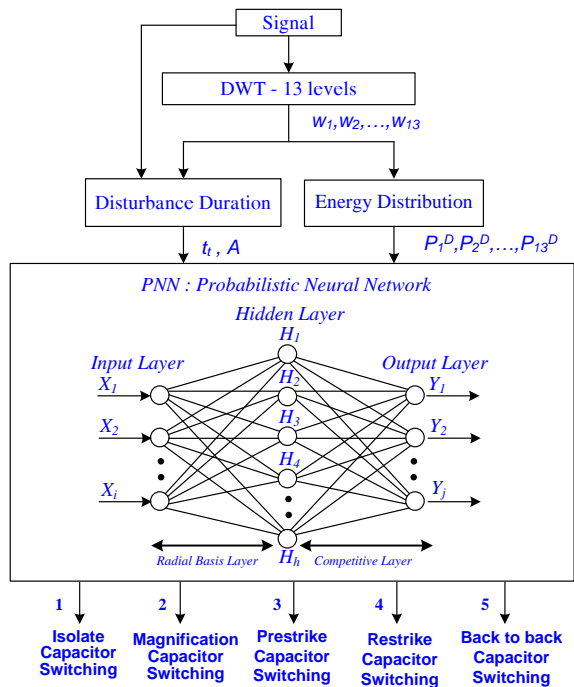 Signal
DWT - 13 levels
w1,w2,…,w13
Disturbance Duration
Energy Distribution
tt , A
P1D,P2D,…,P13D
PNN : Probabilistic Neural Network
Hidden Layer
H1
Input Layer
Output Layer
X1
H2
Y1
X2
H3
Y2
H4
Xi
Yj
Radial Basis Layer
Hh
Competitive Layer
1
2
3
4
5
Isolate
Capacitor
Switching
Magnification
Capacitor
Switching
Prestrike
Capacitor
Switching
Restrike
Capacitor
Switching
Back to back
Capacitor
Switching